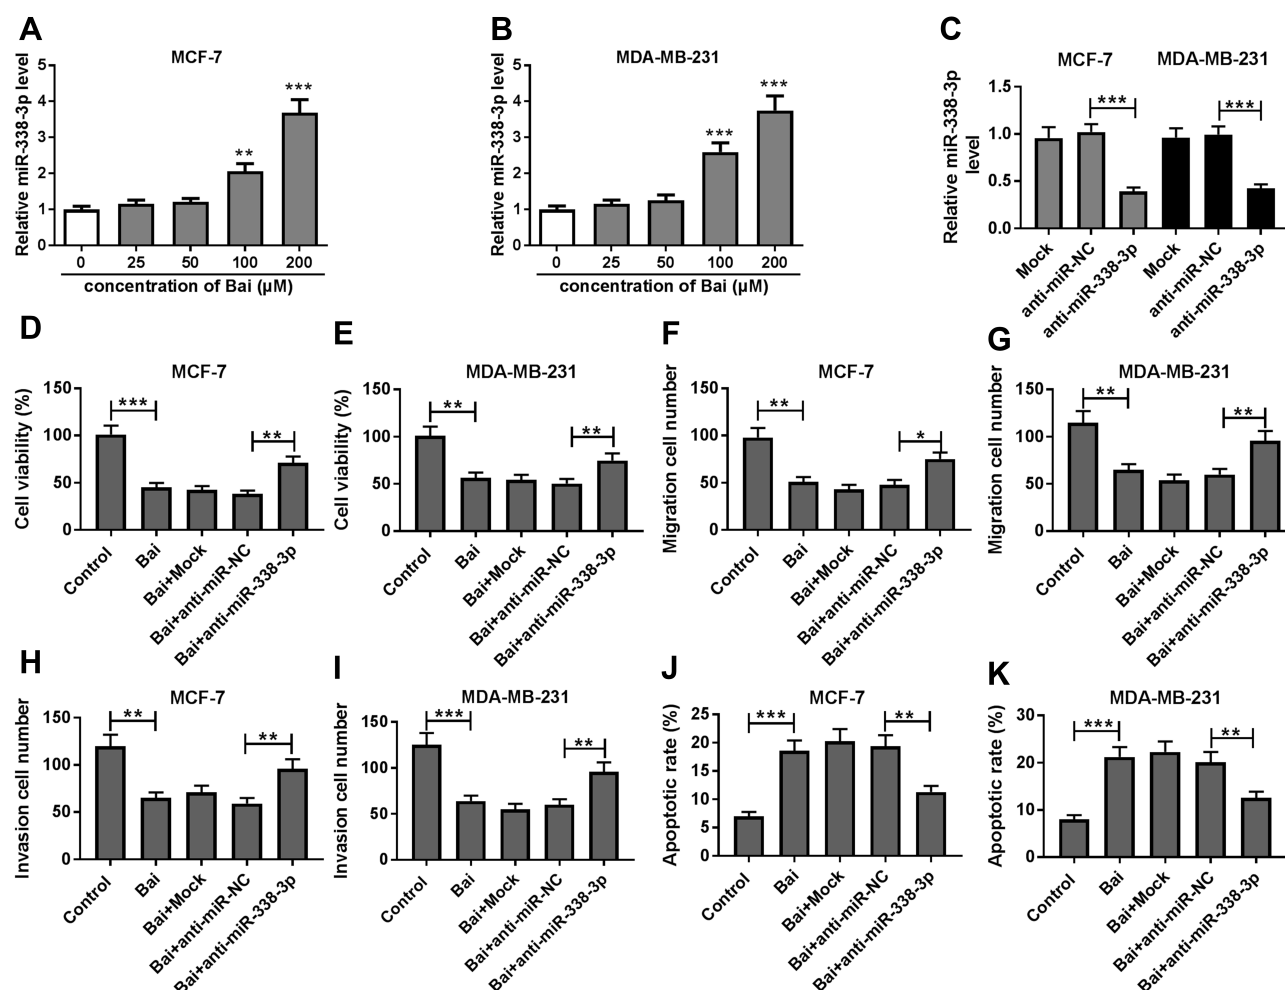 A
MCF-7
Relative miR-338-3p level
5
4
3
2
1
0
**
***
0 25 50 100 200
concentration of Bai (μM)
B
MDA-MB-231
Relative miR-338-3p level
5
4
3
2
1
0
***
***
0 25 50 100 200
concentration of Bai (μM)
C
MCF-7 MDA-MB-231
Relative miR-338-3p
level
1.5
1.0
0.5
0.0
***
***
Mock
anti-miR-NC
anti-miR-338-3p
Mock
anti-miR-NC
anti-miR-338-3p
D
MCF-7
Cell viability (%)
150
100
50
0
***
**
Control
Bai
Bai+Mock
Bai+anti-miR-NC
Bai+anti-miR-338-3p
E
MDA-MB-231
Cell viability (%)
150
100
50
0
**
**
Control
Bai
Bai+Mock
Bai+anti-miR-NC
Bai+anti-miR-338-3p
F
MCF-7
Migration cell number
150
100
50
0
**
*
Control
Bai
Bai+Mock
Bai+anti-miR-NC
Bai+anti-miR-338-3p
G
MDA-MB-231
Migration cell number
150
100
50
0
**
**
Control
Bai
Bai+Mock
Bai+anti-miR-NC
Bai+anti-miR-338-3p
H
MCF-7
Invasion cell number
150
100
50
0
**
**
Control
Bai
Bai+Mock
Bai+anti-miR-NC
Bai+anti-miR-338-3p
I
MDA-MB-231
Invasion cell number
150
100
50
0
***
**
Control
Bai
Bai+Mock
Bai+anti-miR-NC
Bai+anti-miR-338-3p
J
MCF-7
Apoptotic rate (%)
25
20
15
10
5
0
***
**
Control
Bai
Bai+Mock
Bai+anti-miR-NC
Bai+anti-miR-338-3p
K
MDA-MB-231
Apoptotic rate (%)
30
20
10
0
***
**
Control
Bai
Bai+Mock
Bai+anti-miR-NC
Bai+anti-miR-338-3p